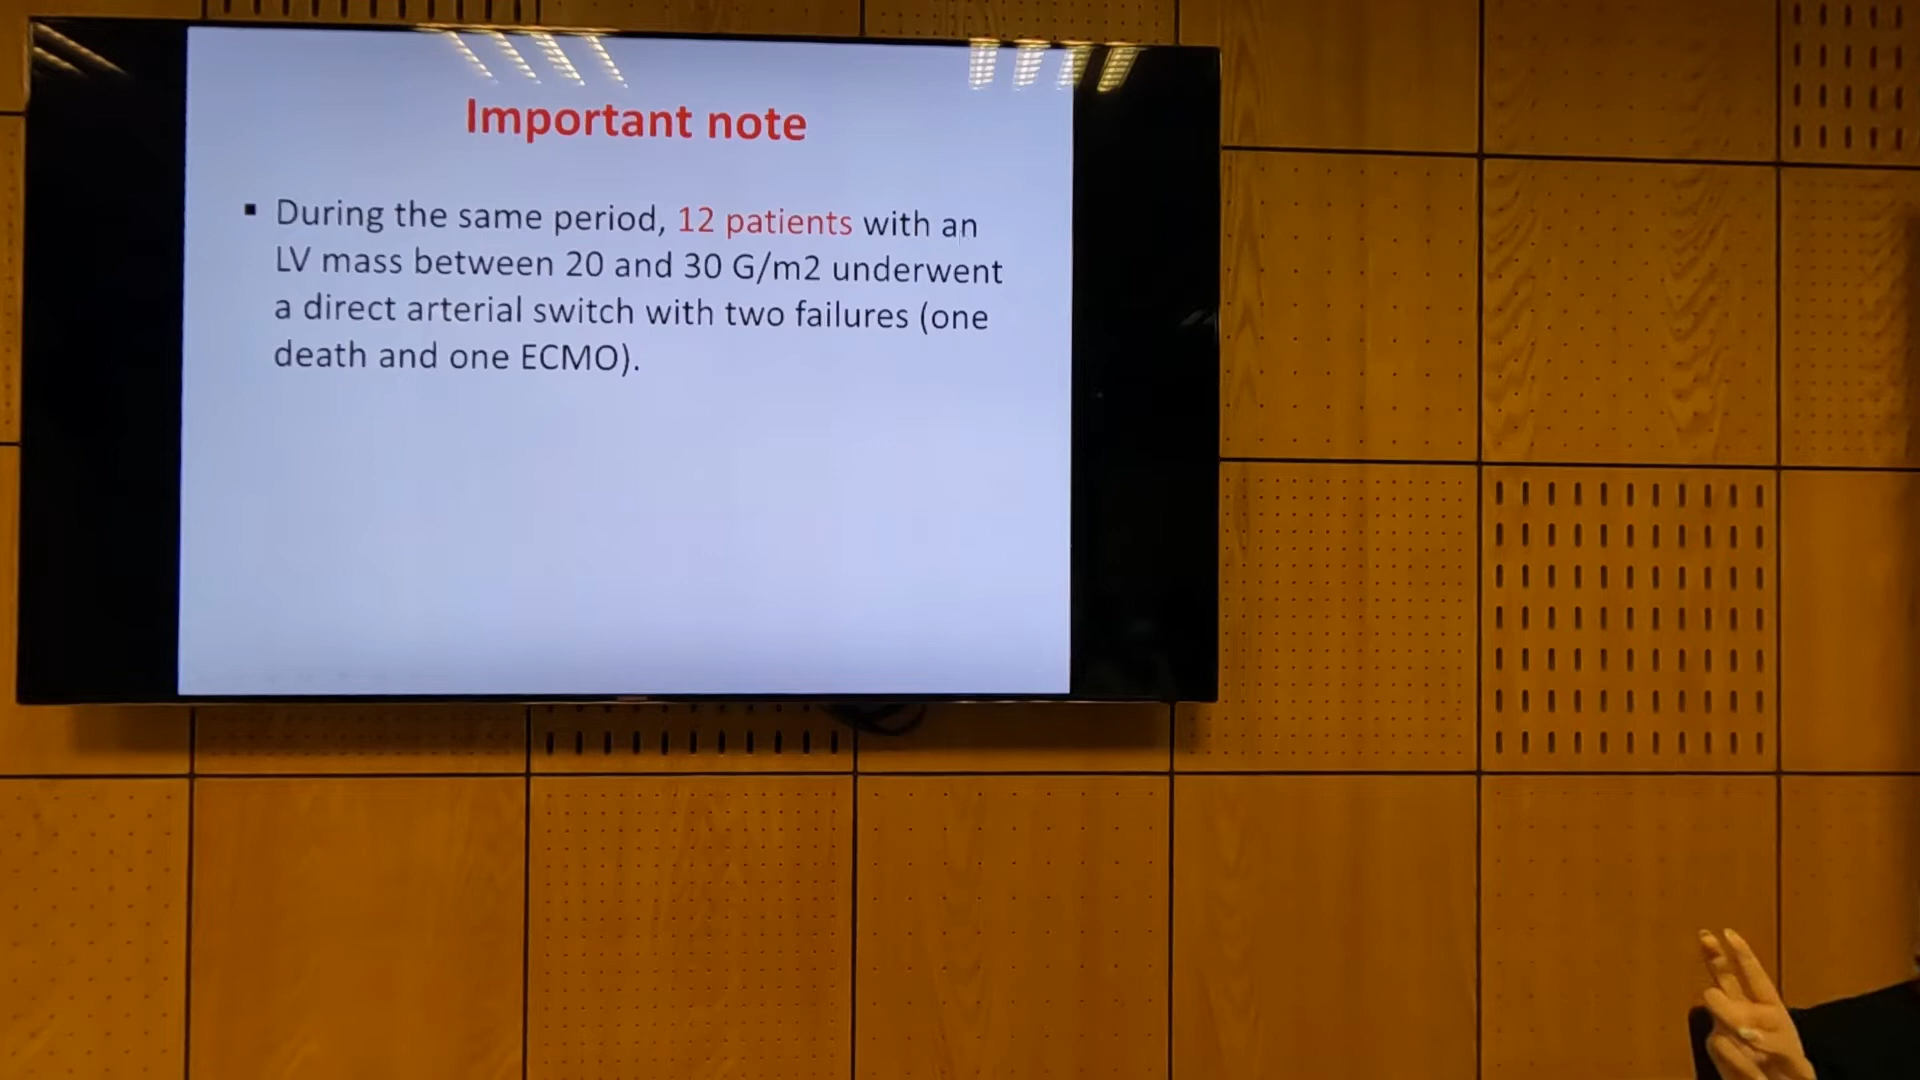 Important note
▪ During the same period, 12 patients with an
LV mass between 20 and 30 G/m2 underwent
a direct arterial switch with two failures (one
death and one ECMO).